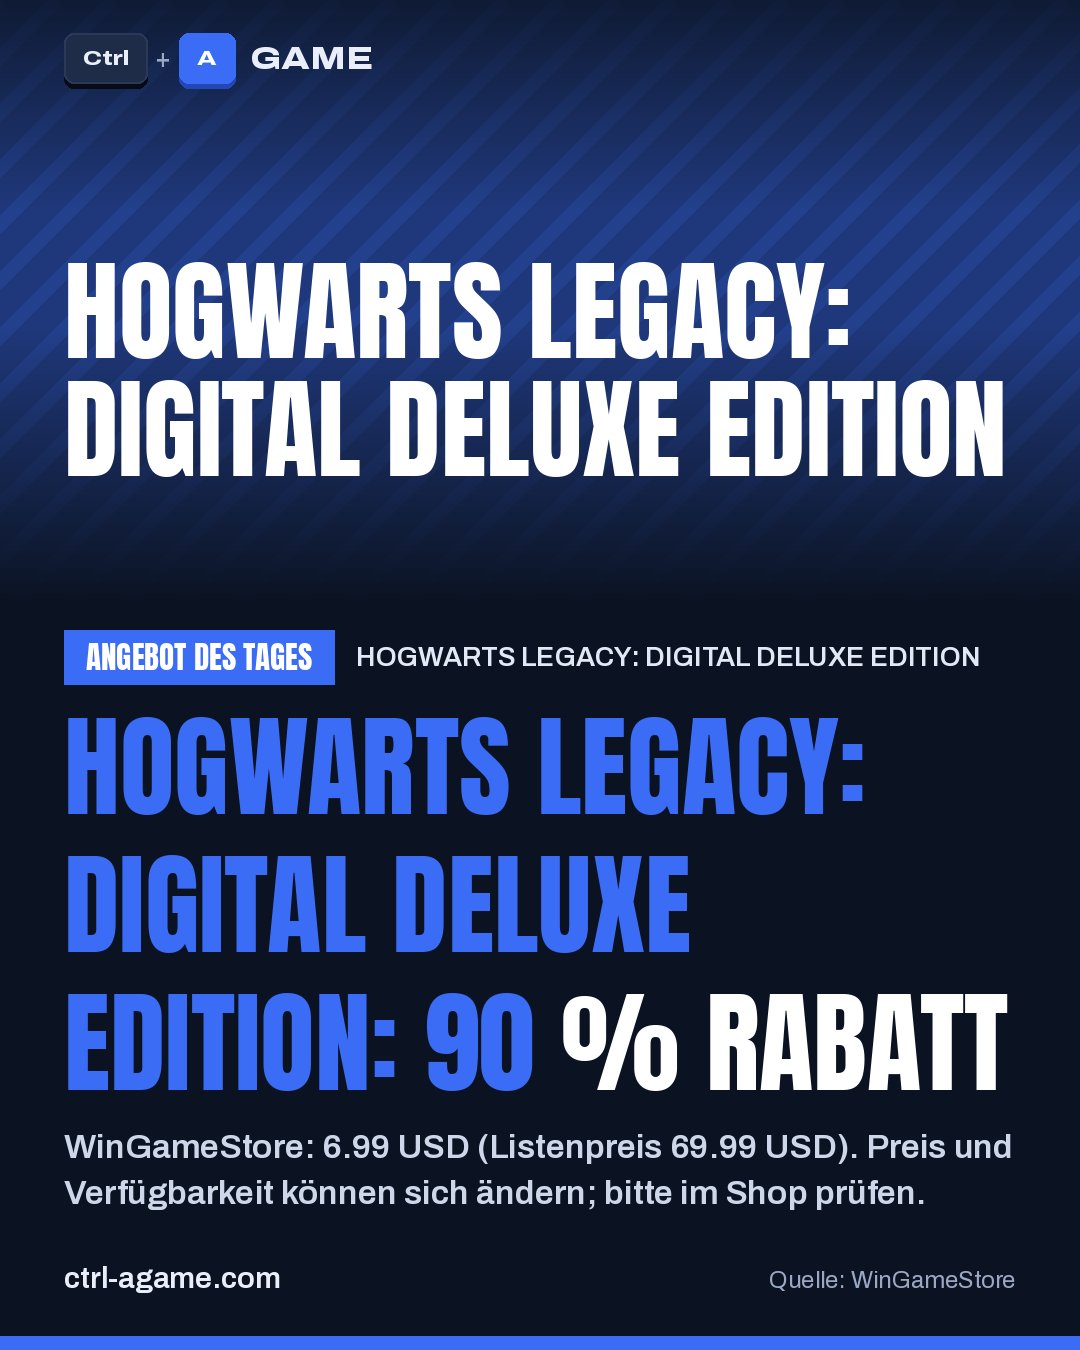 Ctrl + A GAME
HOGWARTS LEGACY:
DIGITAL DELUXE EDITION
ANGEBOT DES TAGES HOGWARTS LEGACY: DIGITAL DELUXE EDITION
HOGWARTS LEGACY:
DIGITAL DELUXE
EDITION: 90 % RABATT
WinGameStore: 6.99 USD (Listenpreis 69.99 USD). Preis und
Verfügbarkeit können sich ändern; bitte im Shop prüfen.
ctrl-agame.com Quelle: WinGameStore